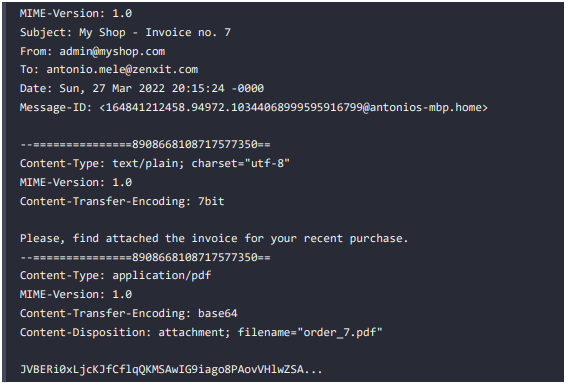 MIME-Version: 1.0
Subject: My Shop - Invoice no. 7
From: admin@myshop.com
To: antonio.mele@zenxit.com
Date: Sun, 27 Mar 2022 20:15:24 -0000
Message-ID: <164841212458.94972.10344068999595916799@antonios-mbp.home>
--===============8908668108717577350==
Content-Type: text/plain; charset="utf-8"
MIME-Version: 1.0
Content-Transfer-Encoding: 7bit
Please, find attached the invoice for your recent purchase.
--===============8908668108717577350==
Content-Type: application/pdf
MIME-Version: 1.0
Content-Transfer-Encoding: base64
Content-Disposition: attachment; filename="order_7.pdf"
JVBERi0xLjcKJfCflqQKMSAwIG9iago8PAovVHlwZSA...